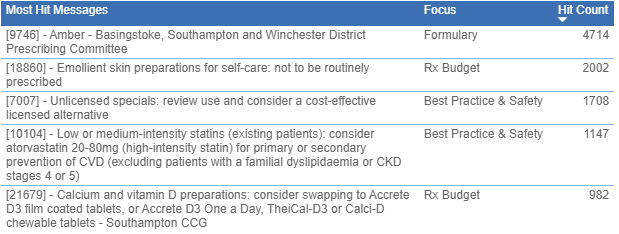 Most Hit Messages Focus Hit Count
[9746] - Amber - Basingstoke, Southampton and Winchester District Formulary 4714
Prescribing Committee
[18860] - Emollient skin preparations for self-care: not to be routinely Rx Budget 2002
prescribed
[7007] - Unlicensed specials: review use and consider a cost-effective Best Practice & Safety 1708
licensed alternative
[10104] - Low or medium-intensity statins (existing patients): consider Best Practice & Safety 1147
atorvastatin 20-80mg (high-intensity statin) for primary or secondary
prevention of CVD (excluding patients with a familial dyslipidaemia or CKD
stages 4 or 5)
[21679] - Calcium and vitamin D preparations: consider swapping to Accrete Rx Budget 982
D3 film coated tablets, or Accrete D3 One a Day, TheiCal-D3 or Calci-D
chewable tablets - Southampton CCG